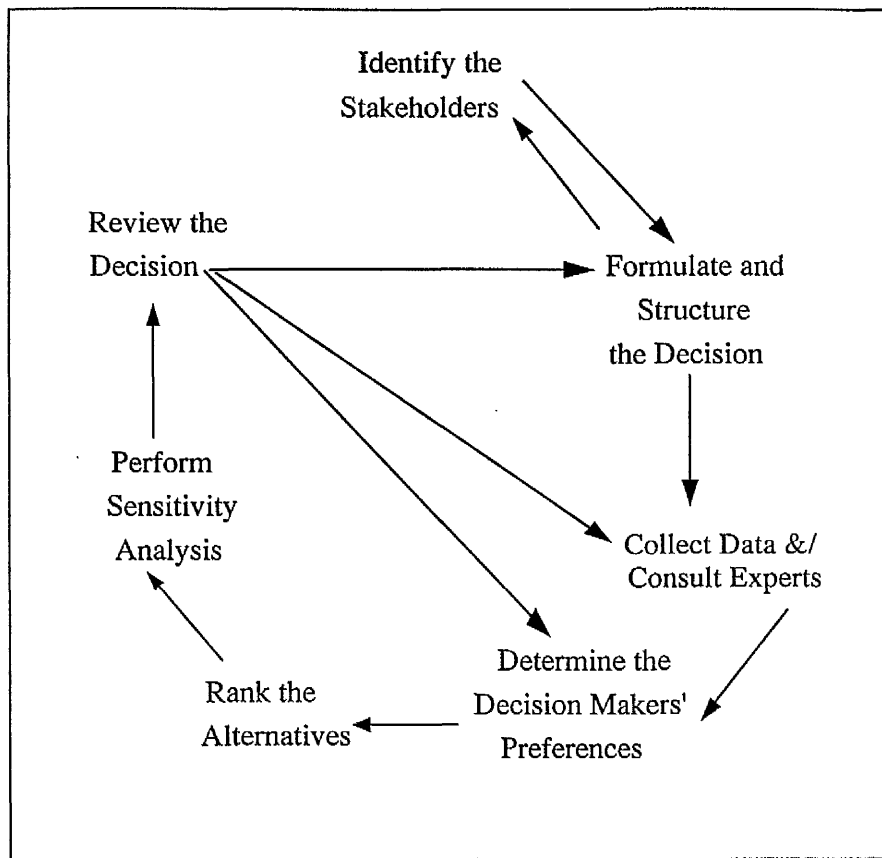 Identify the
Stakeholders
Review the
Decision
Formulate and
Structure
the Decision
Perform
Sensitivity
Analysis
Collect Data &/
Consult Experts
Determine the
Decision Makers'
Preferences
Rank the
Alternatives